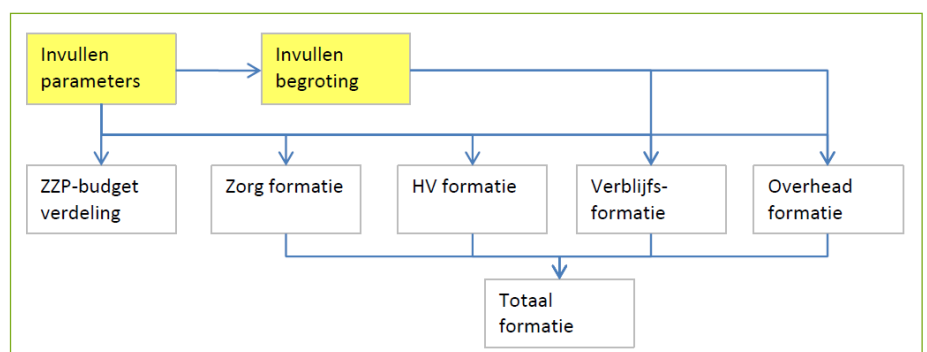 Invullen
parameters
Invullen
begroting
ZZP-budget
verdeling
Zorg formatie
HV formatie
Verblijfs-
formatie
Overhead
formatie
Totaal
formatie